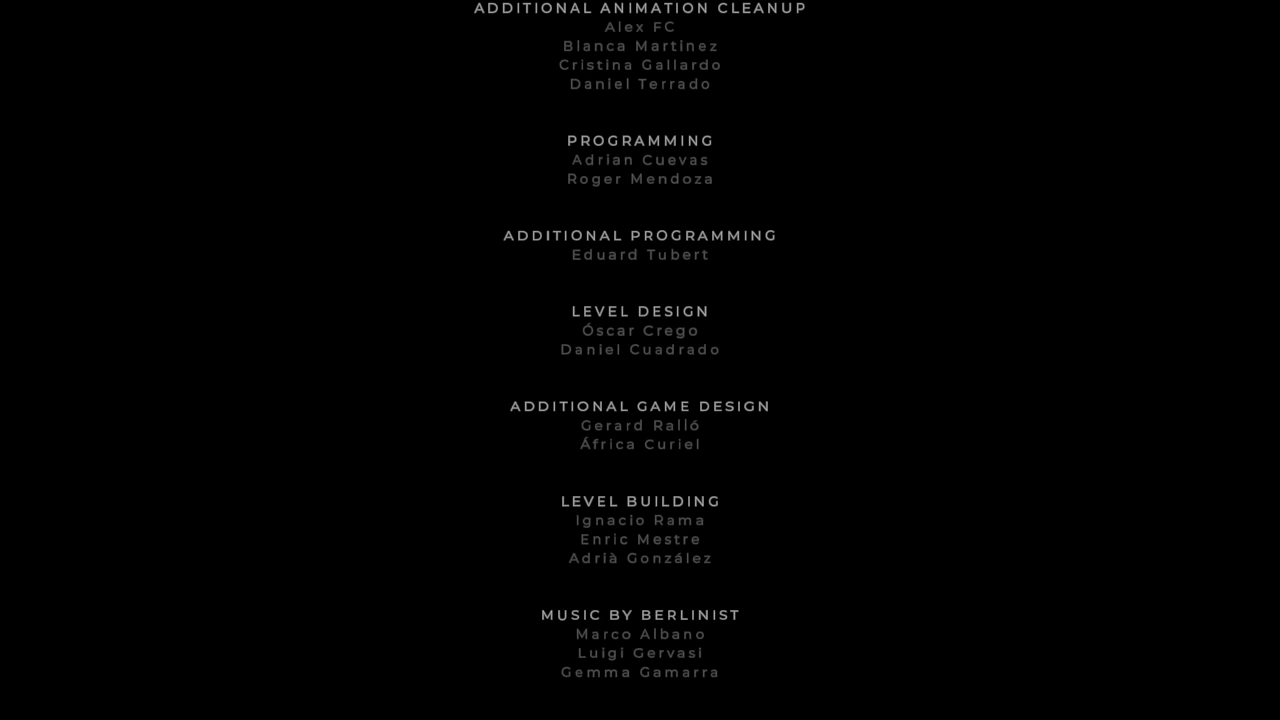 ADDITIONAL ANIMATION CLEANUP
Alex FC
Blanca Martinez
Cristina Gallardo
Daniel Terrado
PROGRAMMING
Adrian Cuevas
Roger Mendoza
ADDITIONAL PROGRAMMING
Eduard Tubert
LEVEL DESIGN
Óscar Crego
Daniel Cuadrado
ADDITIONAL GAME DESIGN
Gerard Ralló
África Curiel
LEVEL BUILDING
Ignacio Rama
Enric Mestre
Adrià González
MUSIC BY BERLINIST
Marco Albano
Luigi Gervasi
Gemma Gamarra